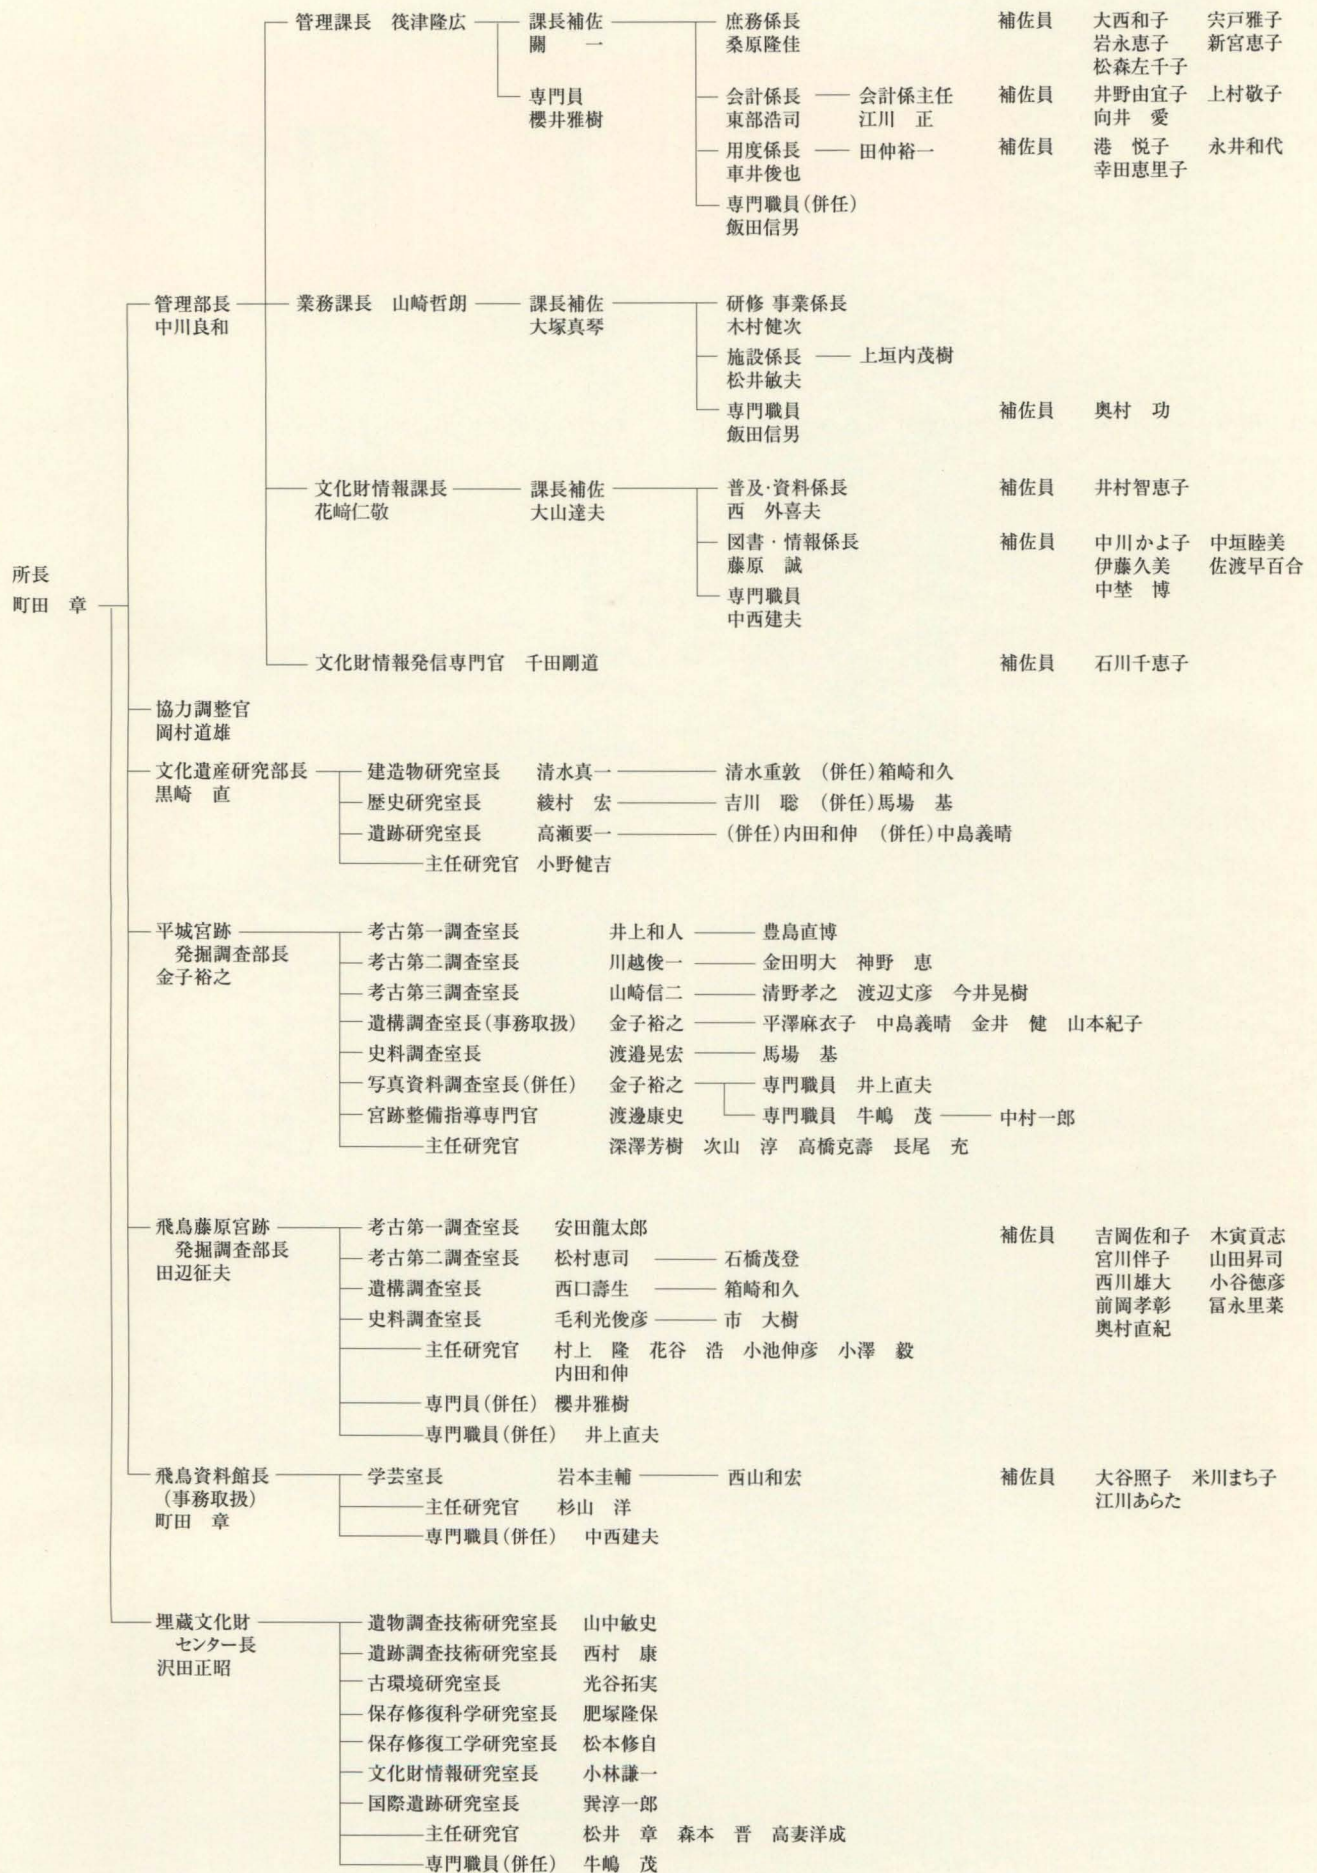 管理課長 筏津隆広 課長補佐 庶務係長 補佐員 大西和子 宍戸雅子
關 一 桑原隆佳 岩永恵子 新宮恵子
松森左千子
専門員 会計係長 会計係主任 補佐員 井野由宜子 上村敬子
櫻井雅樹 東部浩司 江川 正 向井 愛
用度係長 田仲裕一 補佐員 港 悦子 永井和代
車井俊也 幸田恵里子
専門職員(併任)
飯田信男
管理部長 業務課長 山崎哲朗 課長補佐 研修 事業係長
中川良和 大塚真琴 木村健次
施設係長 上垣内茂樹
松井敏夫
専門職員 補佐員 奥村 功
飯田信男
文化財情報課長 課長補佐 普及·資料係長 補佐員 井村智恵子
花﨑仁敬 大山達夫 西 外喜夫
図書・情報係長 補佐員 中川かよ子 中垣睦美
藤原 誠 伊藤久美 佐渡早百合
専門職員 中埜 博
中西建夫
所長
町田 章
文化財情報発信専門官 千田剛道 補佐員 石川千恵子
協力調整官
岡村道雄
文化遺産研究部長 建造物研究室長 清水真一 清水重敦 (併任)箱崎和久
黒崎 直
歴史研究室長 綾村 宏 吉川 聡 (併任)馬場 基
遺跡研究室長 高瀬要一 (併任)内田和伸 (併任)中島義晴
主任研究官 小野健吉
平城宮跡 考古第一調査室長 井上和人 豊島直博
発掘調査部長 考古第二調査室長 川越俊一 金田明大 神野 恵
金子裕之
考古第三調査室長 山崎信二 清野孝之 渡辺丈彦 今井晃樹
遺構調査室長(事務取扱) 金子裕之 平澤麻衣子 中島義晴 金井 健 山本紀子
史料調査室長 渡邉晃宏 馬場 基
写真資料調査室長(併任) 金子裕之 専門職員 井上直夫
宮跡整備指導専門官 渡邊康史 専門職員 牛嶋 茂 中村一郎
主任研究官 深澤芳樹 次山 淳 高橋克壽 長尾 充
飛鳥藤原宮跡 考古第一調査室長 安田龍太郎 補佐員 吉岡佐和子 木寅貢志
発掘調査部長 考古第二調査室長 松村恵司 石橋茂登 宮川伴子 山田昇司
田辺征夫 西川雄大 小谷徳彦
遺構調査室長 西口壽生 箱崎和久 前岡孝彰 冨永里菜
史料調査室長 毛利光俊彦 市 大樹 奥村直紀
主任研究官 村上 隆 花谷 浩 小池伸彦 小澤 毅
内田和伸
専門員(併任) 櫻井雅樹
専門職員(併任) 井上直夫
飛鳥資料館長 学芸室長 岩本圭輔 西山和宏 補佐員 大谷照子 米川まち子
(事務取扱) 江川あらた
町田 章 主任研究官 杉山 洋
専門職員(併任) 中西建夫
埋蔵文化財 遺物調査技術研究室長 山中敏史
センター長 遺跡調査技術研究室長 西村 康
沢田正昭
古環境研究室長 光谷拓実
保存修復科学研究室長 肥塚隆保
保存修復工学研究室長 松本修自
文化財情報研究室長 小林謙一
国際遺跡研究室長 巽淳一郎
主任研究官 松井 章 森本 晋 高妻洋成
専門職員(併任) 牛嶋 茂